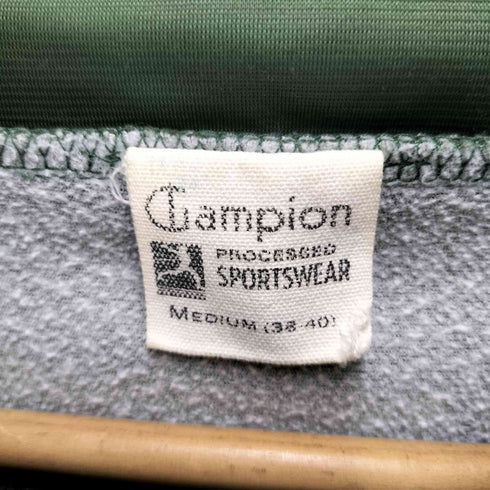 Champion
PROCESSED
SPORTSWEAR
MEDIUM (38-40)